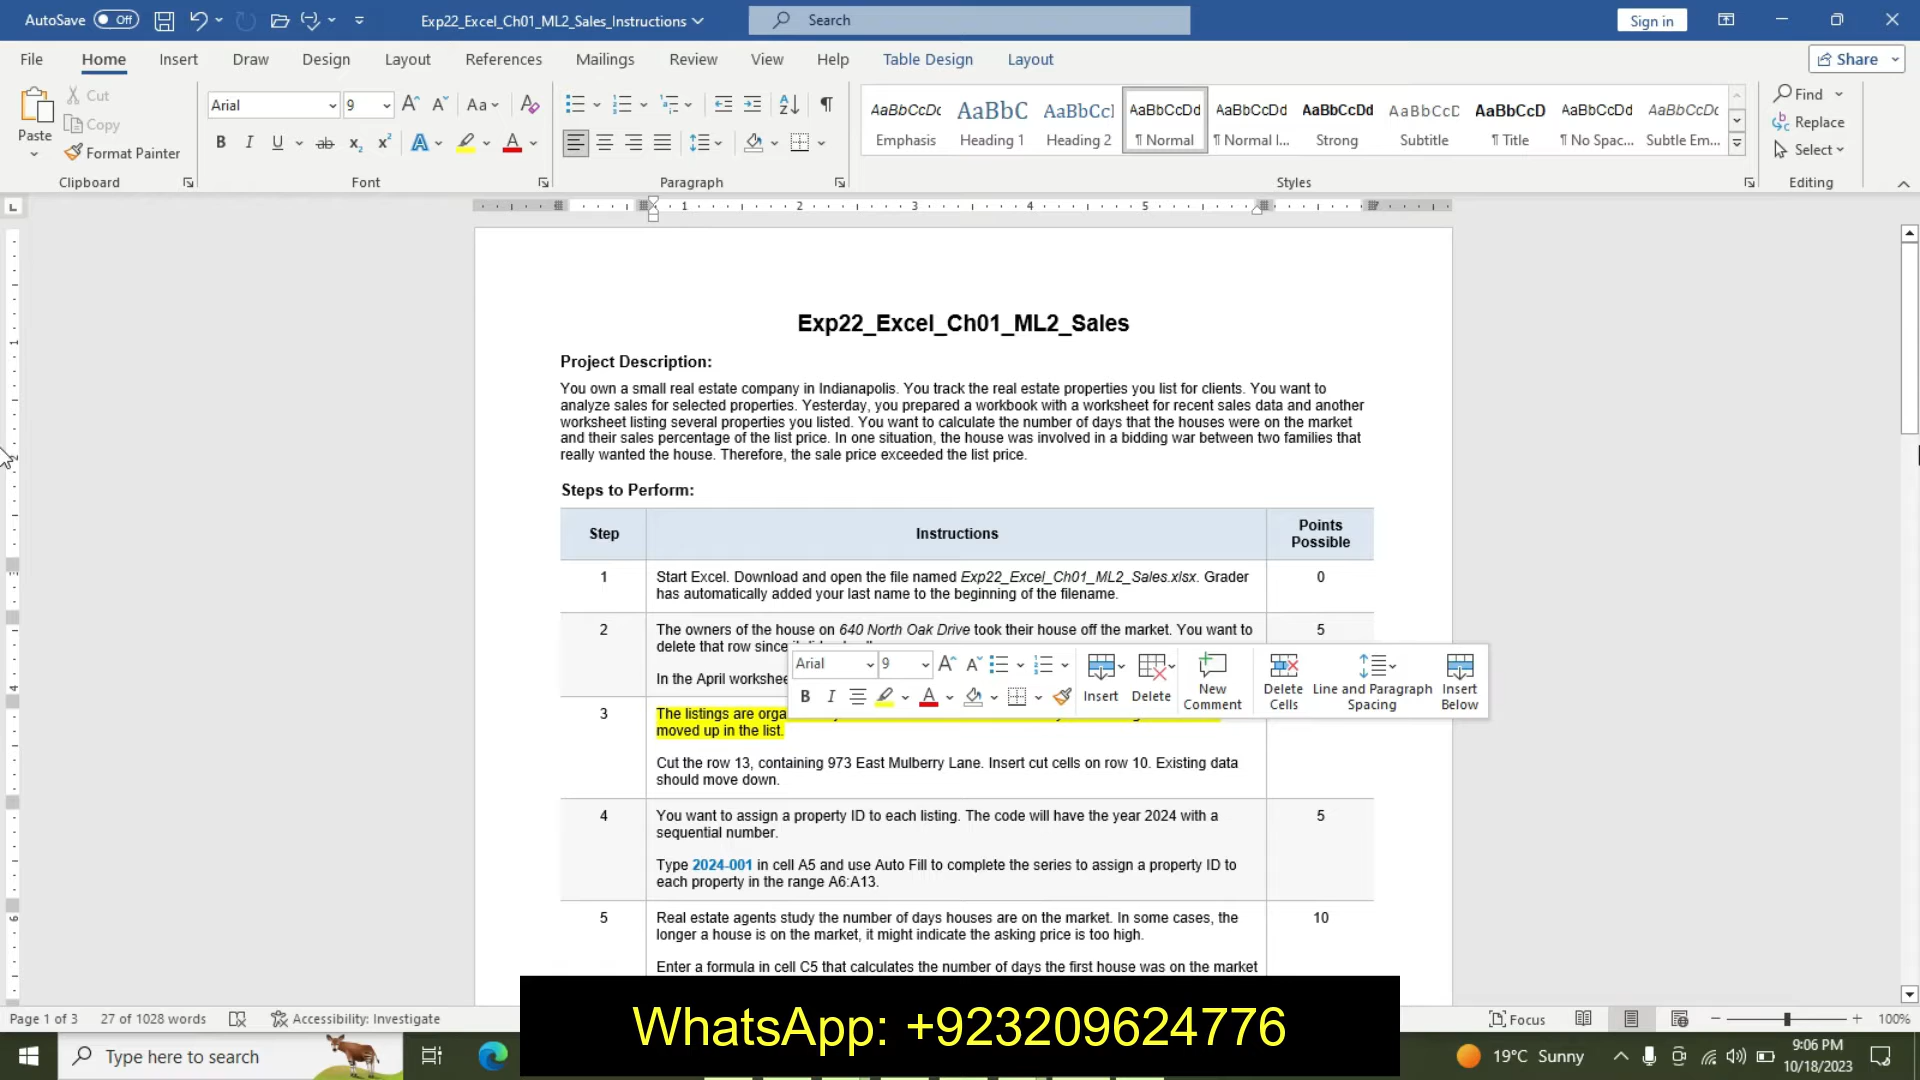 AutoSave Off Exp22_Excel_Ch01_ML2_Sales_Instructions Search Sign in
File Home Insert Draw Design Layout References Mailings Review View Help Table Design Layout Share
Paste Cut Copy Format Painter
Clipboard
Arial 9 Aa
B I U ab x₂ x² A A
Font
Paragraph
AaBbCcDc AaBbC AaBbCcI AaBbCcDd AaBbCcDd AaBbCcDd AaBbCcD AaBbCcD AaBbCcDd AaBbCcDd
Emphasis Heading 1 Heading 2 ¶ Normal ¶ Normal I... Strong Subtitle ¶ Title ¶ No Spac... Subtle Em...
Styles
Find
Replace
Select
Editing
1 2 3 4 5
Exp22_Excel_Ch01_ML2_Sales
Project Description:
You own a small real estate company in Indianapolis. You track the real estate properties you list for clients. You want to
analyze sales for selected properties. Yesterday, you prepared a workbook with a worksheet for recent sales data and another
worksheet listing several properties you listed. You want to calculate the number of days that the houses were on the market
and their sales percentage of the list price. In one situation, the house was involved in a bidding war between two families that
really wanted the house. Therefore, the sale price exceeded the list price.
Steps to Perform:
Step Instructions Points Possible
1 Start Excel. Download and open the file named Exp22_Excel_Ch01_ML2_Sales.xlsx. Grader 0
has automatically added your last name to the beginning of the filename.
2 The owners of the house on 640 North Oak Drive took their house off the market. You want to 5
delete that row since
In the April workshee
Arial 9
B I
Insert Delete New Comment Delete Cells Line and Paragraph Spacing Insert Below
3 The listings are orga
moved up in the list.
Cut the row 13, containing 973 East Mulberry Lane. Insert cut cells on row 10. Existing data
should move down.
4 You want to assign a property ID to each listing. The code will have the year 2024 with a 5
sequential number.
Type 2024-001 in cell A5 and use Auto Fill to complete the series to assign a property ID to
each property in the range A6:A13.
5 Real estate agents study the number of days houses are on the market. In some cases, the 10
longer a house is on the market, it might indicate the asking price is too high.
Enter a formula in cell C5 that calculates the number of days the first house was on the market
WhatsApp: +923209624776
Page 1 of 3 27 of 1028 words Accessibility: Investigate Focus 100%
Type here to search 19°C Sunny 9:06 PM
10/18/2023